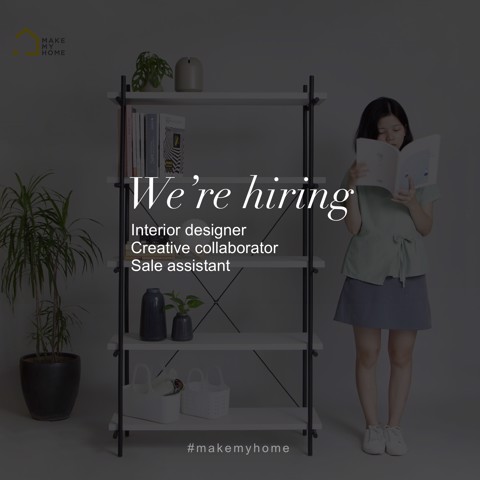 MAKE
MY
HOME
We're hiring
Interior designer
Creative collaborator
Sale assistant
#makemyhome